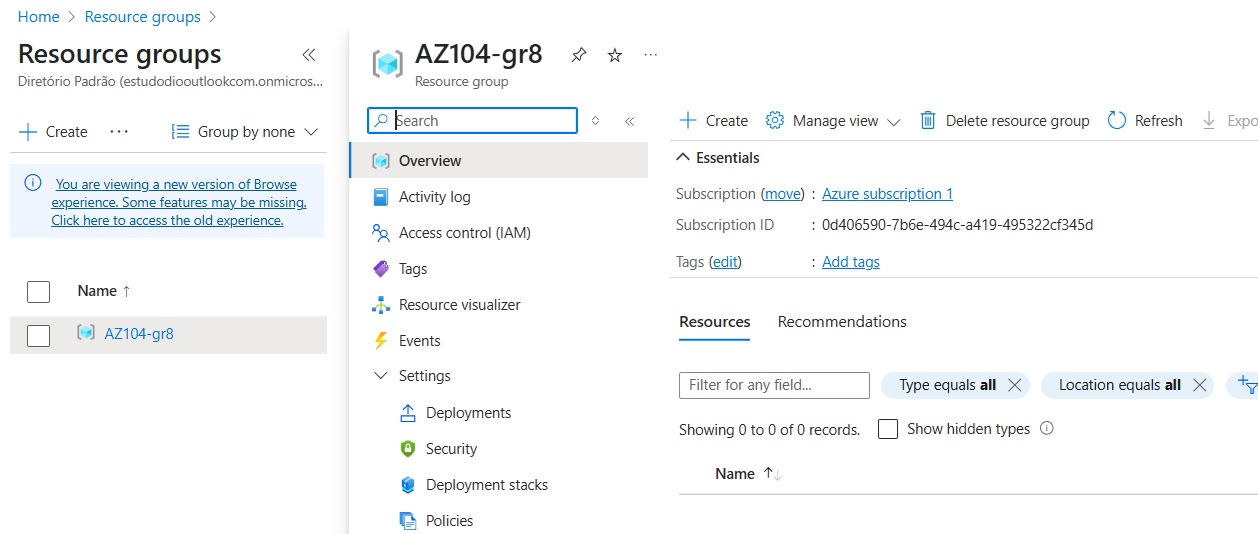 Home > Resource groups >
Resource groups «
Diretório Padrão (estudodiooutlookcom.onmicros...
+ Create ... Group by none
You are viewing a new version of Browse
experience. Some features may be missing.
Click here to access the old experience.
Name ↑
AZ104-gr8
AZ104-gr8 ...
Resource group
Search «
Overview
Activity log
Access control (IAM)
Tags
Resource visualizer
Events
Settings
Deployments
Security
Deployment stacks
Policies
+ Create Manage view Delete resource group Refresh Expo
Essentials
Subscription (move) : Azure subscription 1
Subscription ID : 0d406590-7b6e-494c-a419-495322cf345d
Tags (edit) : Add tags
Resources Recommendations
Filter for any field... Type equals all Location equals all
Showing 0 to 0 of 0 records. Show hidden types
Name ↑↓